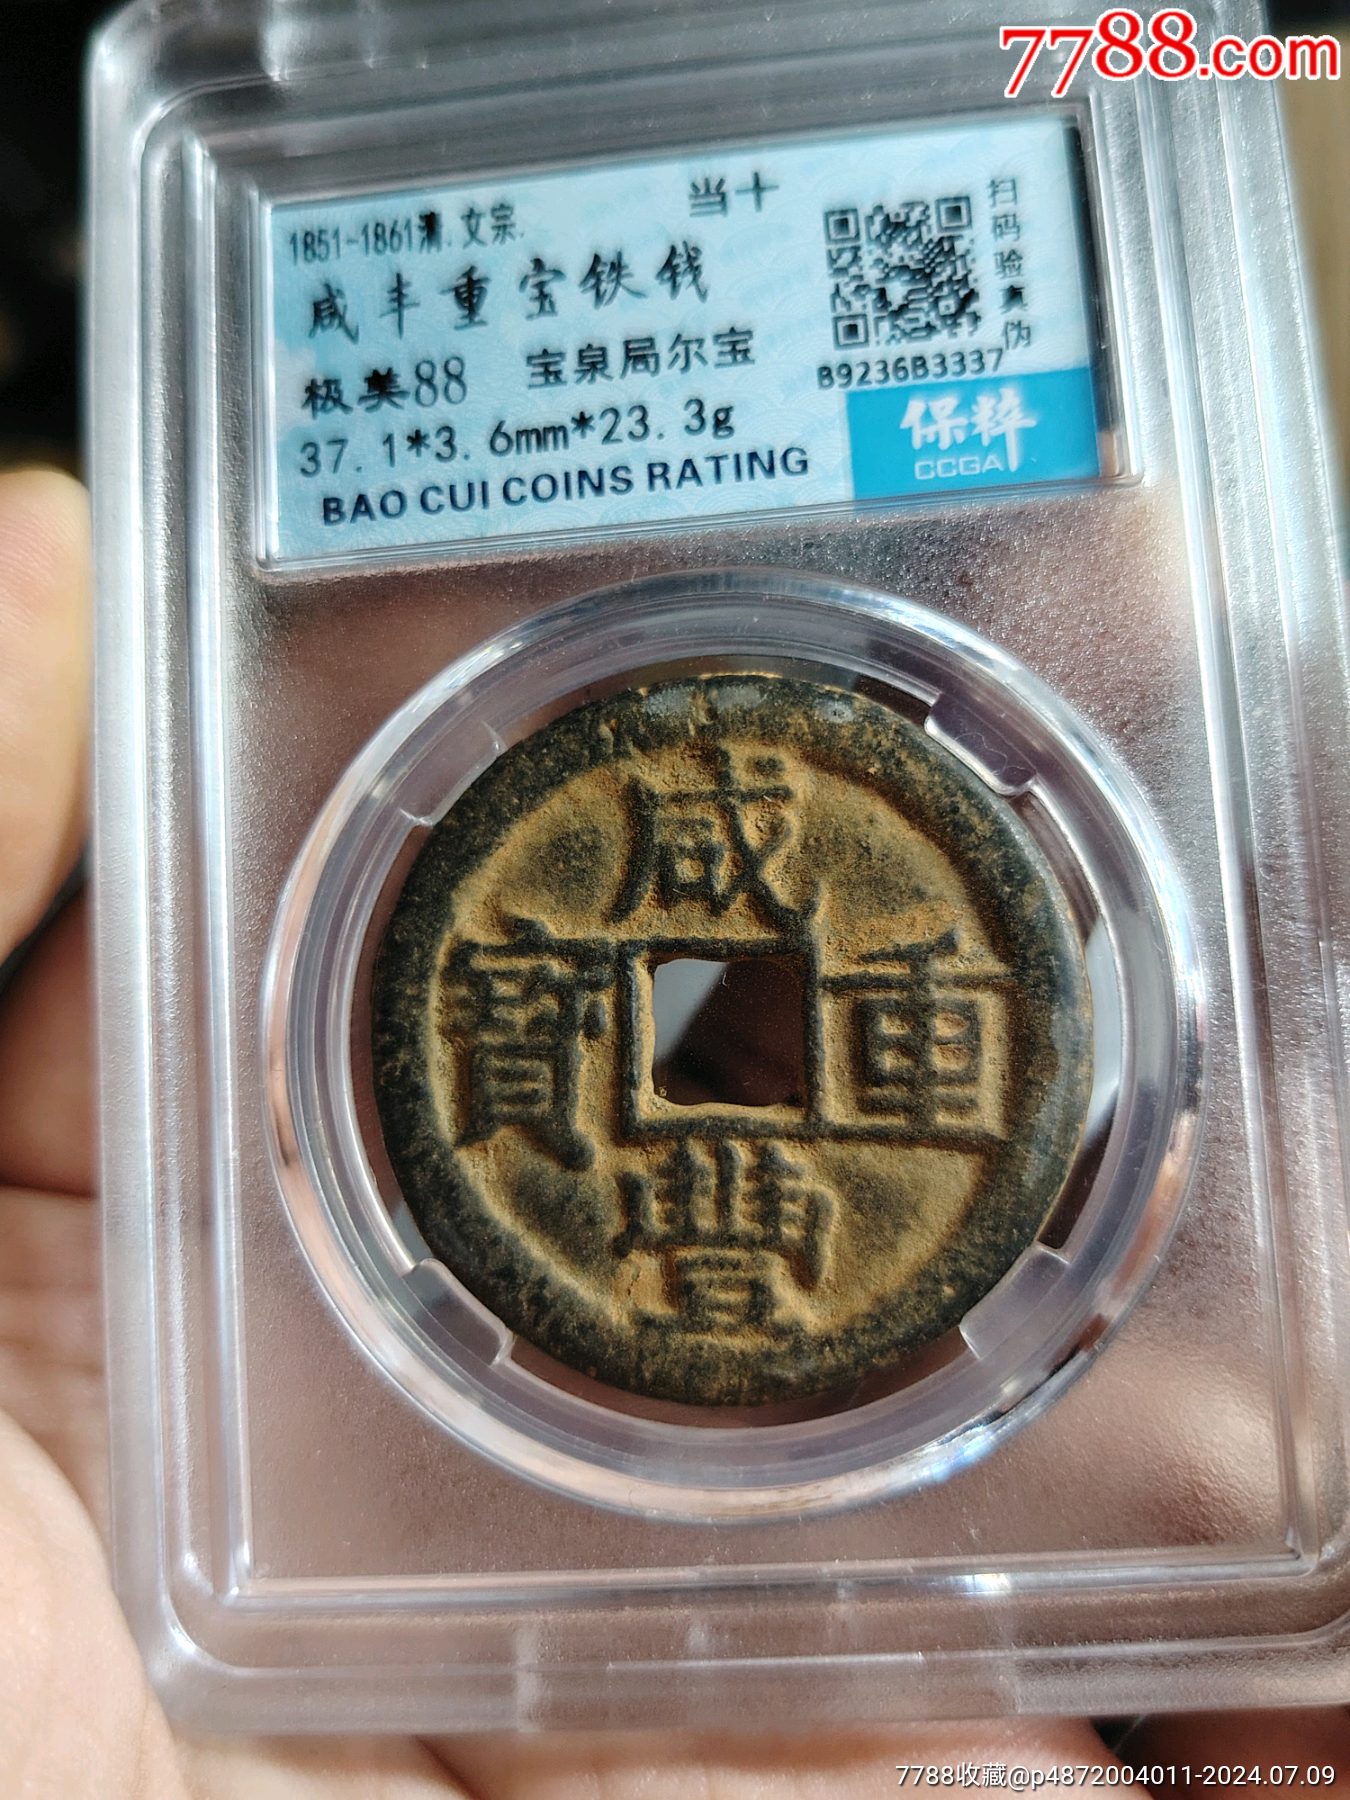 7788.com
1851~1861清.文宗.
当十
咸丰重宝铁钱
极美88
宝泉局尔宝
37.1*3.6mm*23.3g
BAO CUI COINS RATING
扫码验真伪
B9236B3337
保粹
CCGA
咸
寶 重
豐
7788收藏@p4872004011-2024.07.09